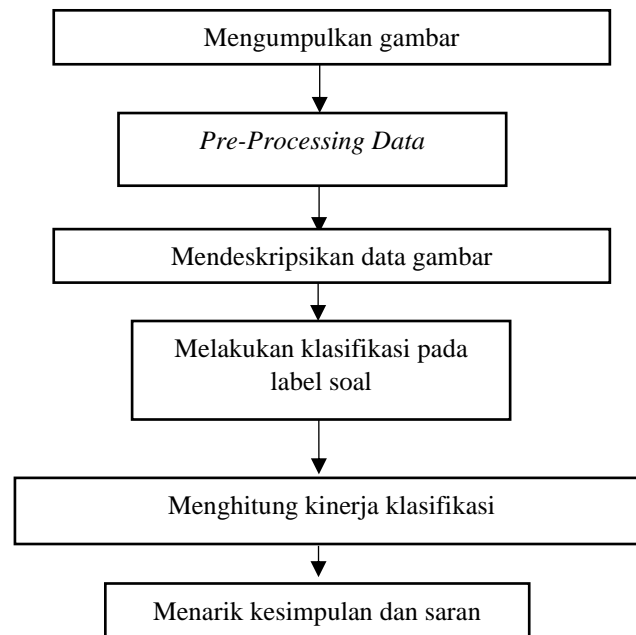 Mengumpulkan gambar
Pre-Processing Data
Mendeskripsikan data gambar
Melakukan klasifikasi pada
label soal
Menghitung kinerja klasifikasi
Menarik kesimpulan dan saran